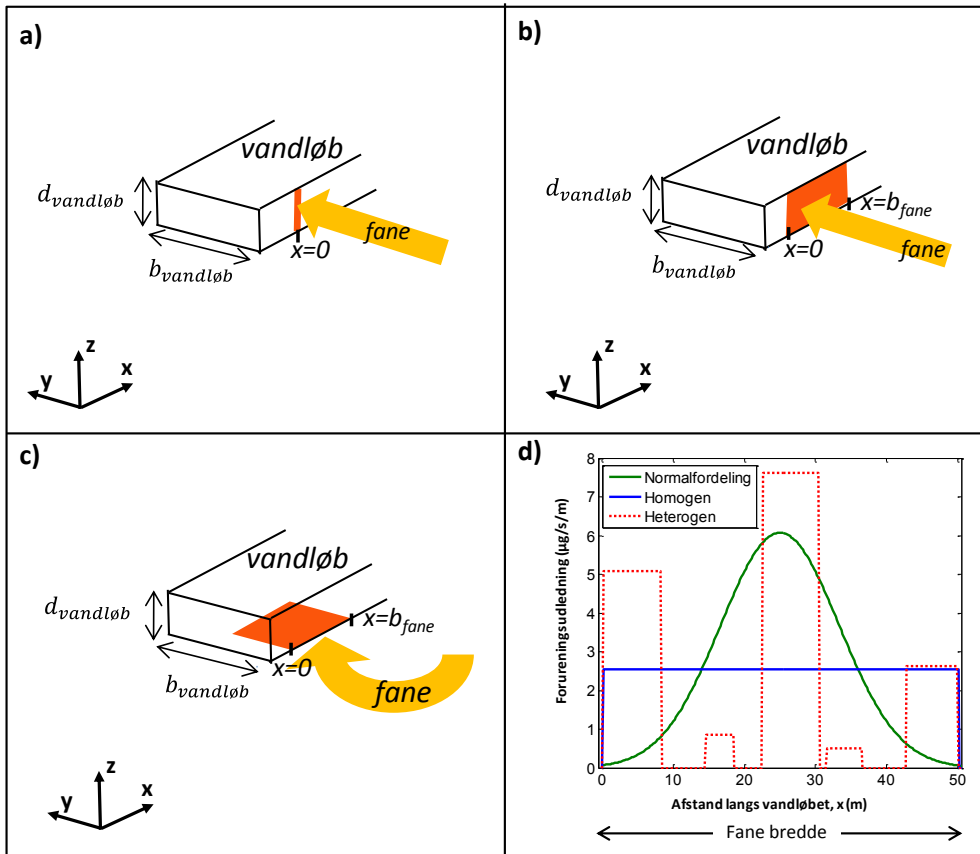 a)
vandløb
d_vandløb
fane
x=0
b_vandløb
z
y
x
b)
vandløb
d_vandløb
x=b_fane
fane
x=0
b_vandløb
z
y
x
c)
vandløb
d_vandløb
x=b_fane
x=0
b_vandløb
fane
z
y
x
d)
8
7
6
5
4
3
2
1
0
Forureningsudledning (µg/s/m)
Normalfordeling
Homogen
Heterogen
0 10 20 30 40 50
Afstand langs vandløbet, x (m)
Fane bredde